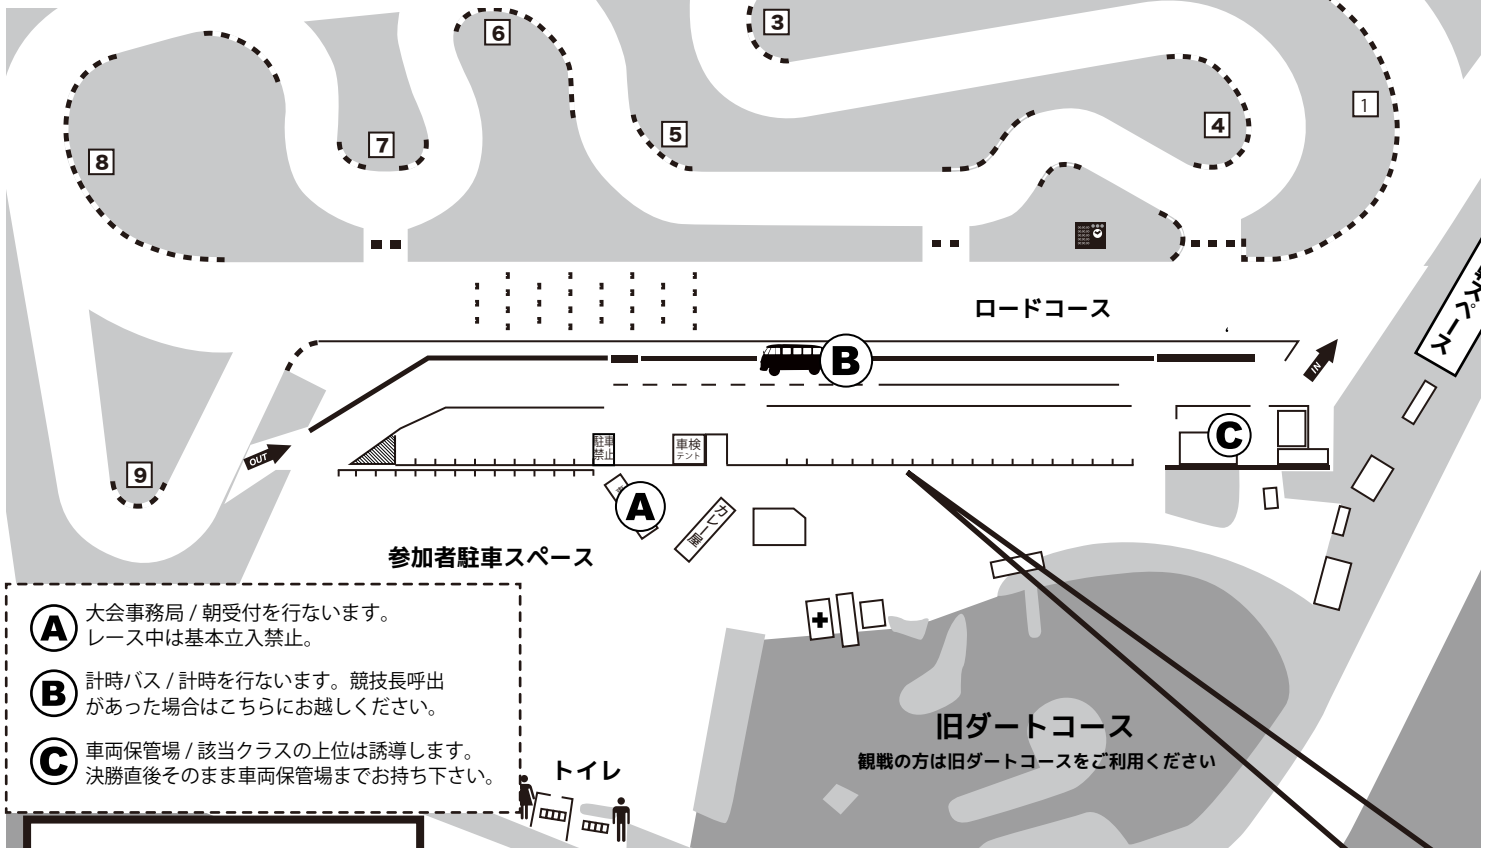 3
6
1
4
5
7
8
ロードコース
スペース
B
IN
C
駐車
禁止
車検
テント
OUT
9
A
カレー屋
参加者駐車スペース
A 大会事務局 / 朝受付を行ないます。
レース中は基本立入禁止。
B 計時バス / 計時を行ないます。競技長呼出
があった場合はこちらにお越しください。
C 車両保管場 / 該当クラスの上位は誘導します。
決勝直後そのまま車両保管場までお持ち下さい。
旧ダートコース
観戦の方は旧ダートコースをご利用ください
トイレ